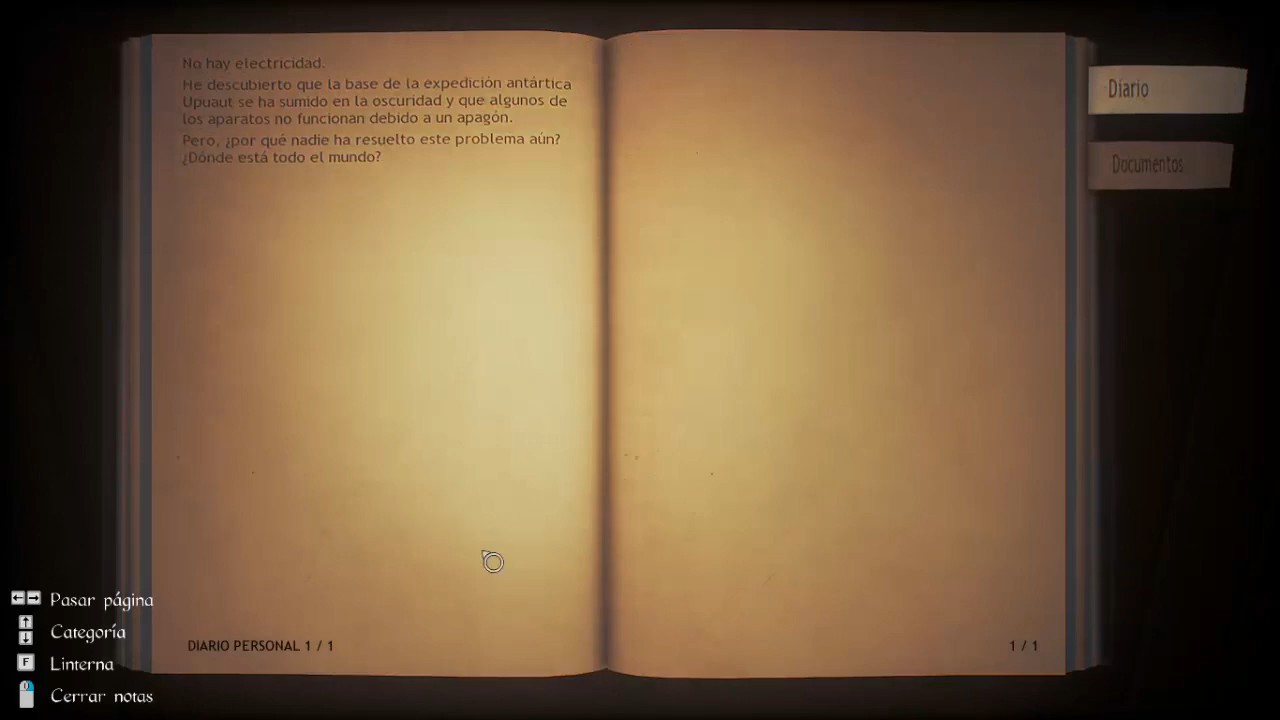 No hay electricidad.
He descubierto que la base de la expedición antártica
Upuaut se ha sumido en la oscuridad y que algunos de
los aparatos no funcionan debido a un apagón.
Pero, ¿por qué nadie ha resuelto este problema aún?
¿Dónde está todo el mundo?
DIARIO PERSONAL 1 / 1
1 / 1
Diario
Documentos
Pasar página
Categoría
F Linterna
Cerrar notas